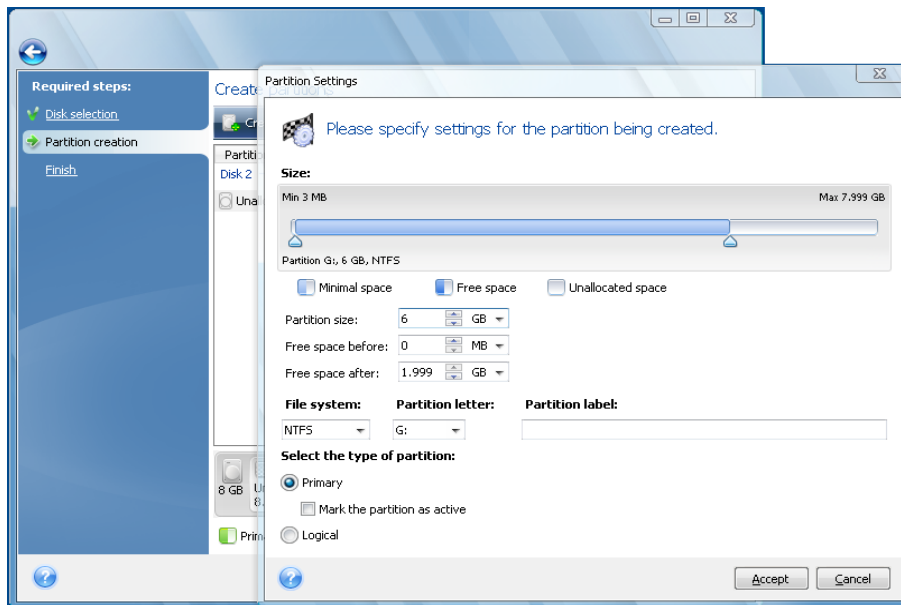 Required steps:
Disk selection
Partition creation
Finish
Create partitions
Partition Settings
Please specify settings for the partition being created.
Size:
Min 3 MB Max 7.999 GB
Partition G:, 6 GB, NTFS
Minimal space Free space Unallocated space
Partition size: 6 GB
Free space before: 0 MB
Free space after: 1.999 GB
File system: Partition letter: Partition label:
NTFS G:
Select the type of partition:
Primary
Mark the partition as active
Logical
Accept Cancel
Disk 2
8 GB